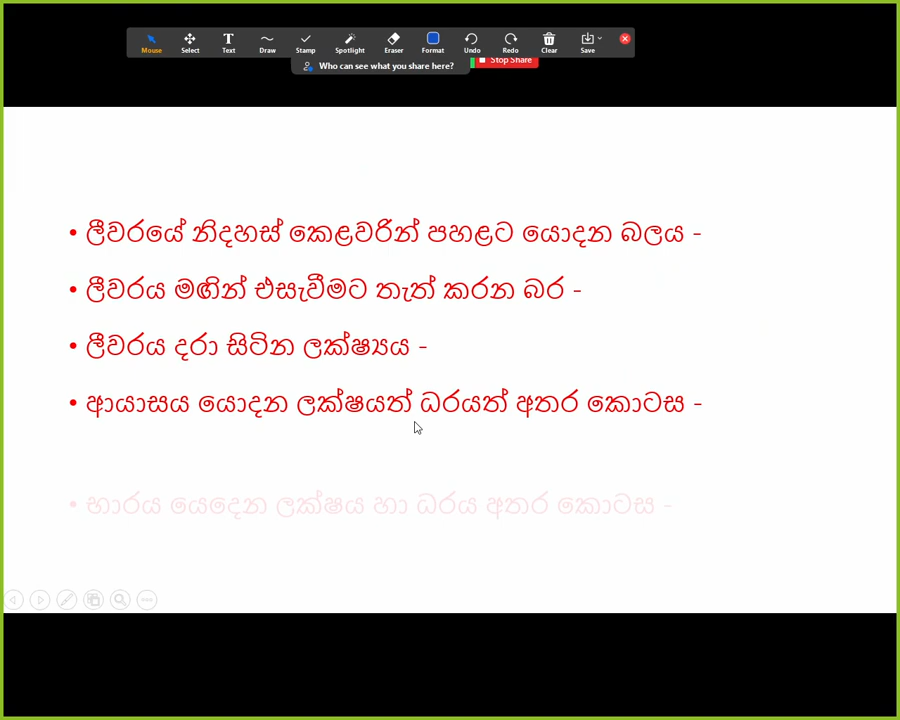 Mouse Select Text Draw Stamp Spotlight Eraser Format Undo Redo Clear Save
Who can see what you share here? Stop Share
• ලීවරයේ නිදහස් කෙළවරින් පහළට යොදන බලය -
• ලීවරය මඟින් එසැවීමට තැත් කරන බර -
• ලීවරය දරා සිටින ලක්ෂ්‍යය -
• ආයාසය යොදන ලක්ෂයත් ධරයත් අතර කොටස -
• භාරය යෙදෙන ලක්ෂය හා ධරය අතර කොටස -